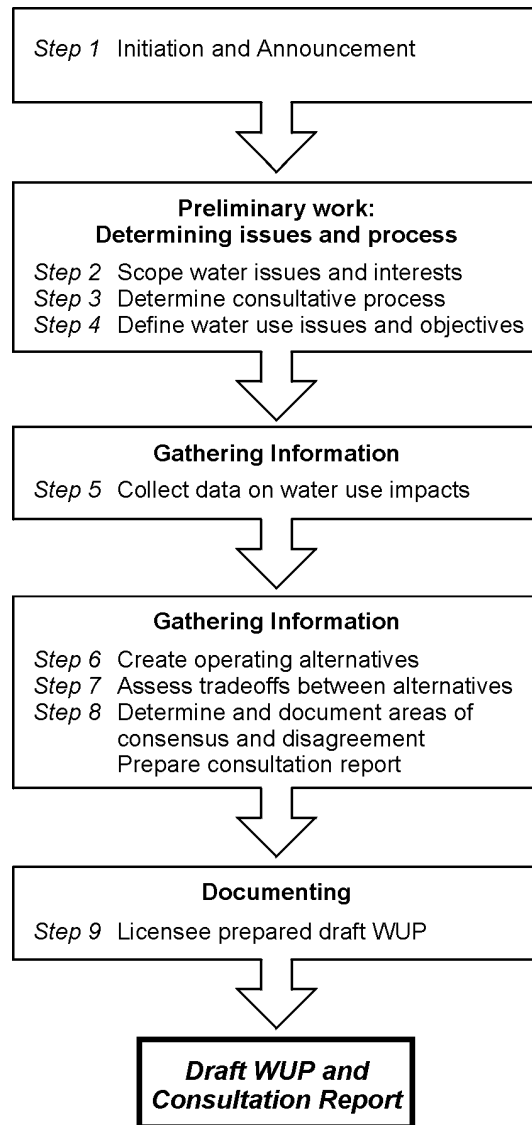 Step 1 Initiation and Announcement
Preliminary work:
Determining issues and process
Step 2 Scope water issues and interests
Step 3 Determine consultative process
Step 4 Define water use issues and objectives
Gathering Information
Step 5 Collect data on water use impacts
Gathering Information
Step 6 Create operating alternatives
Step 7 Assess tradeoffs between alternatives
Step 8 Determine and document areas of
consensus and disagreement
Prepare consultation report
Documenting
Step 9 Licensee prepared draft WUP
Draft WUP and
Consultation Report